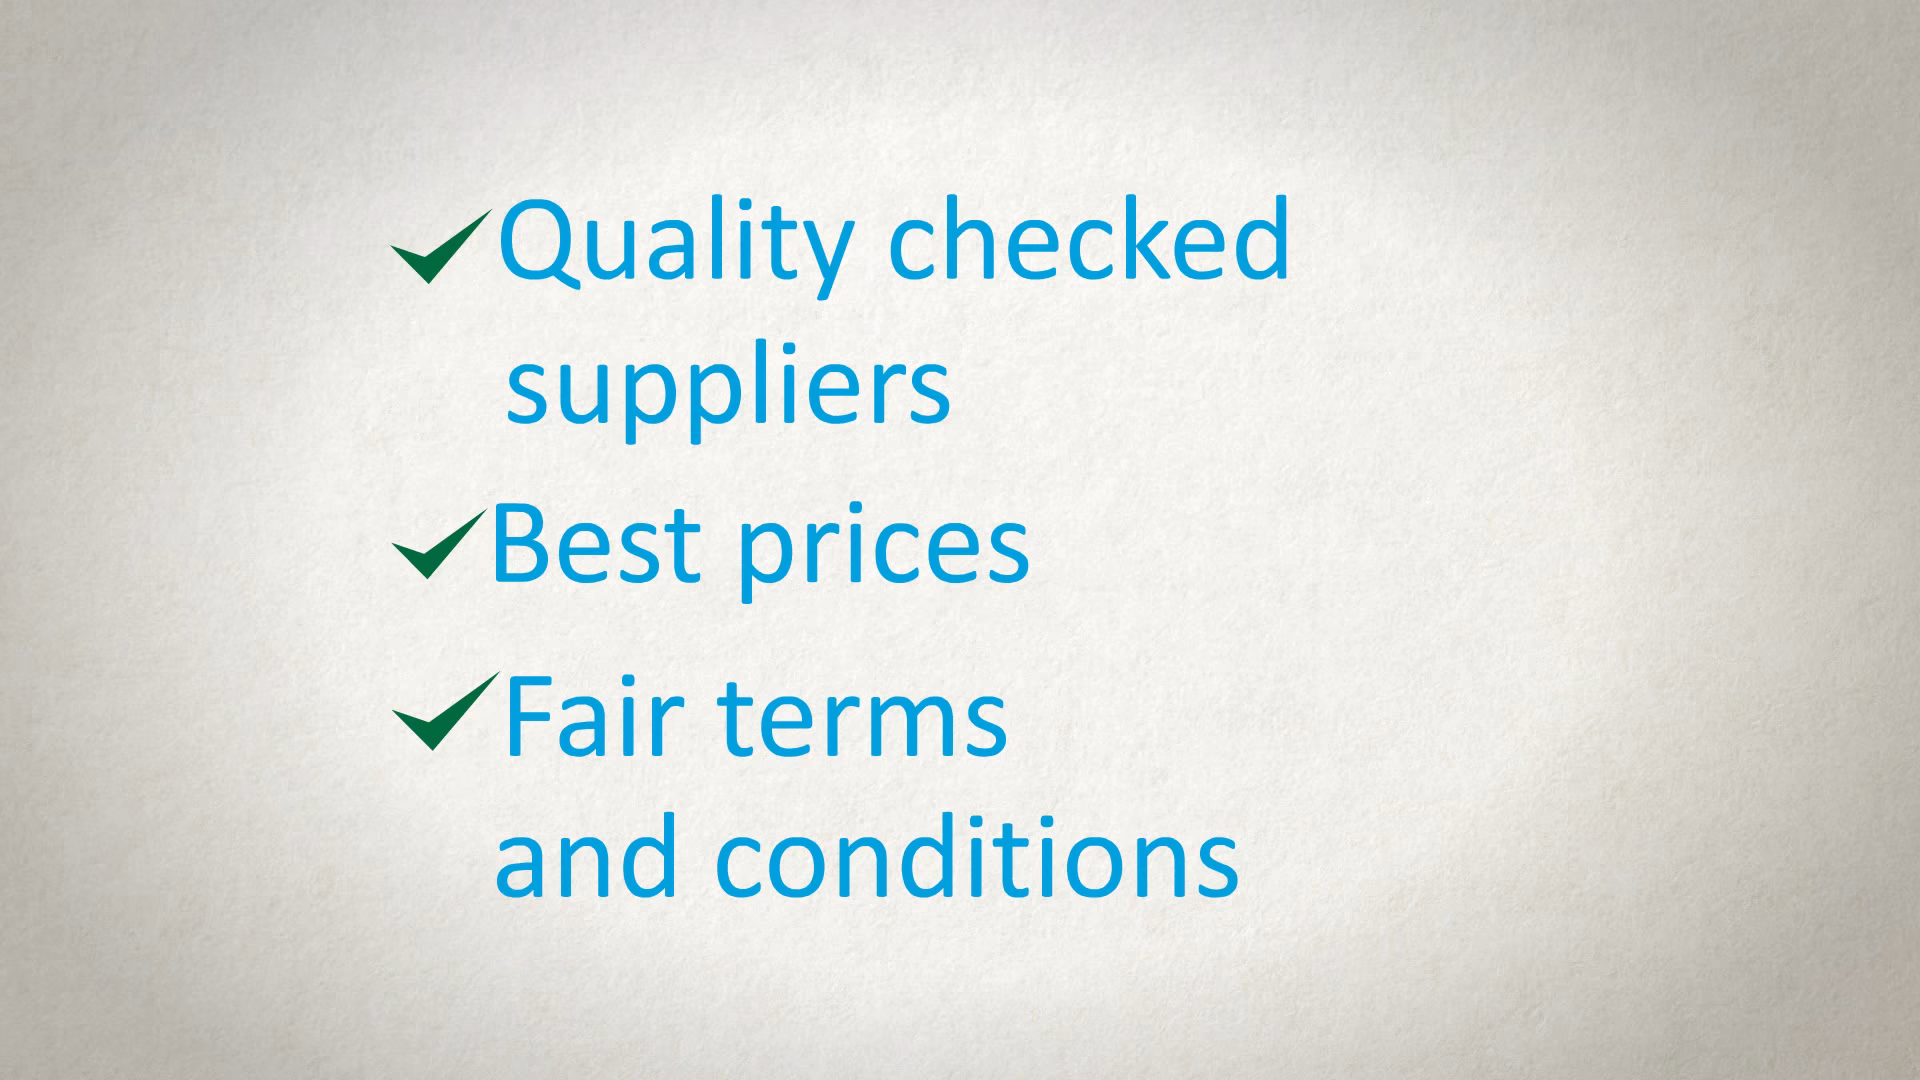 Quality checked
suppliers
Best prices
Fair terms
and conditions